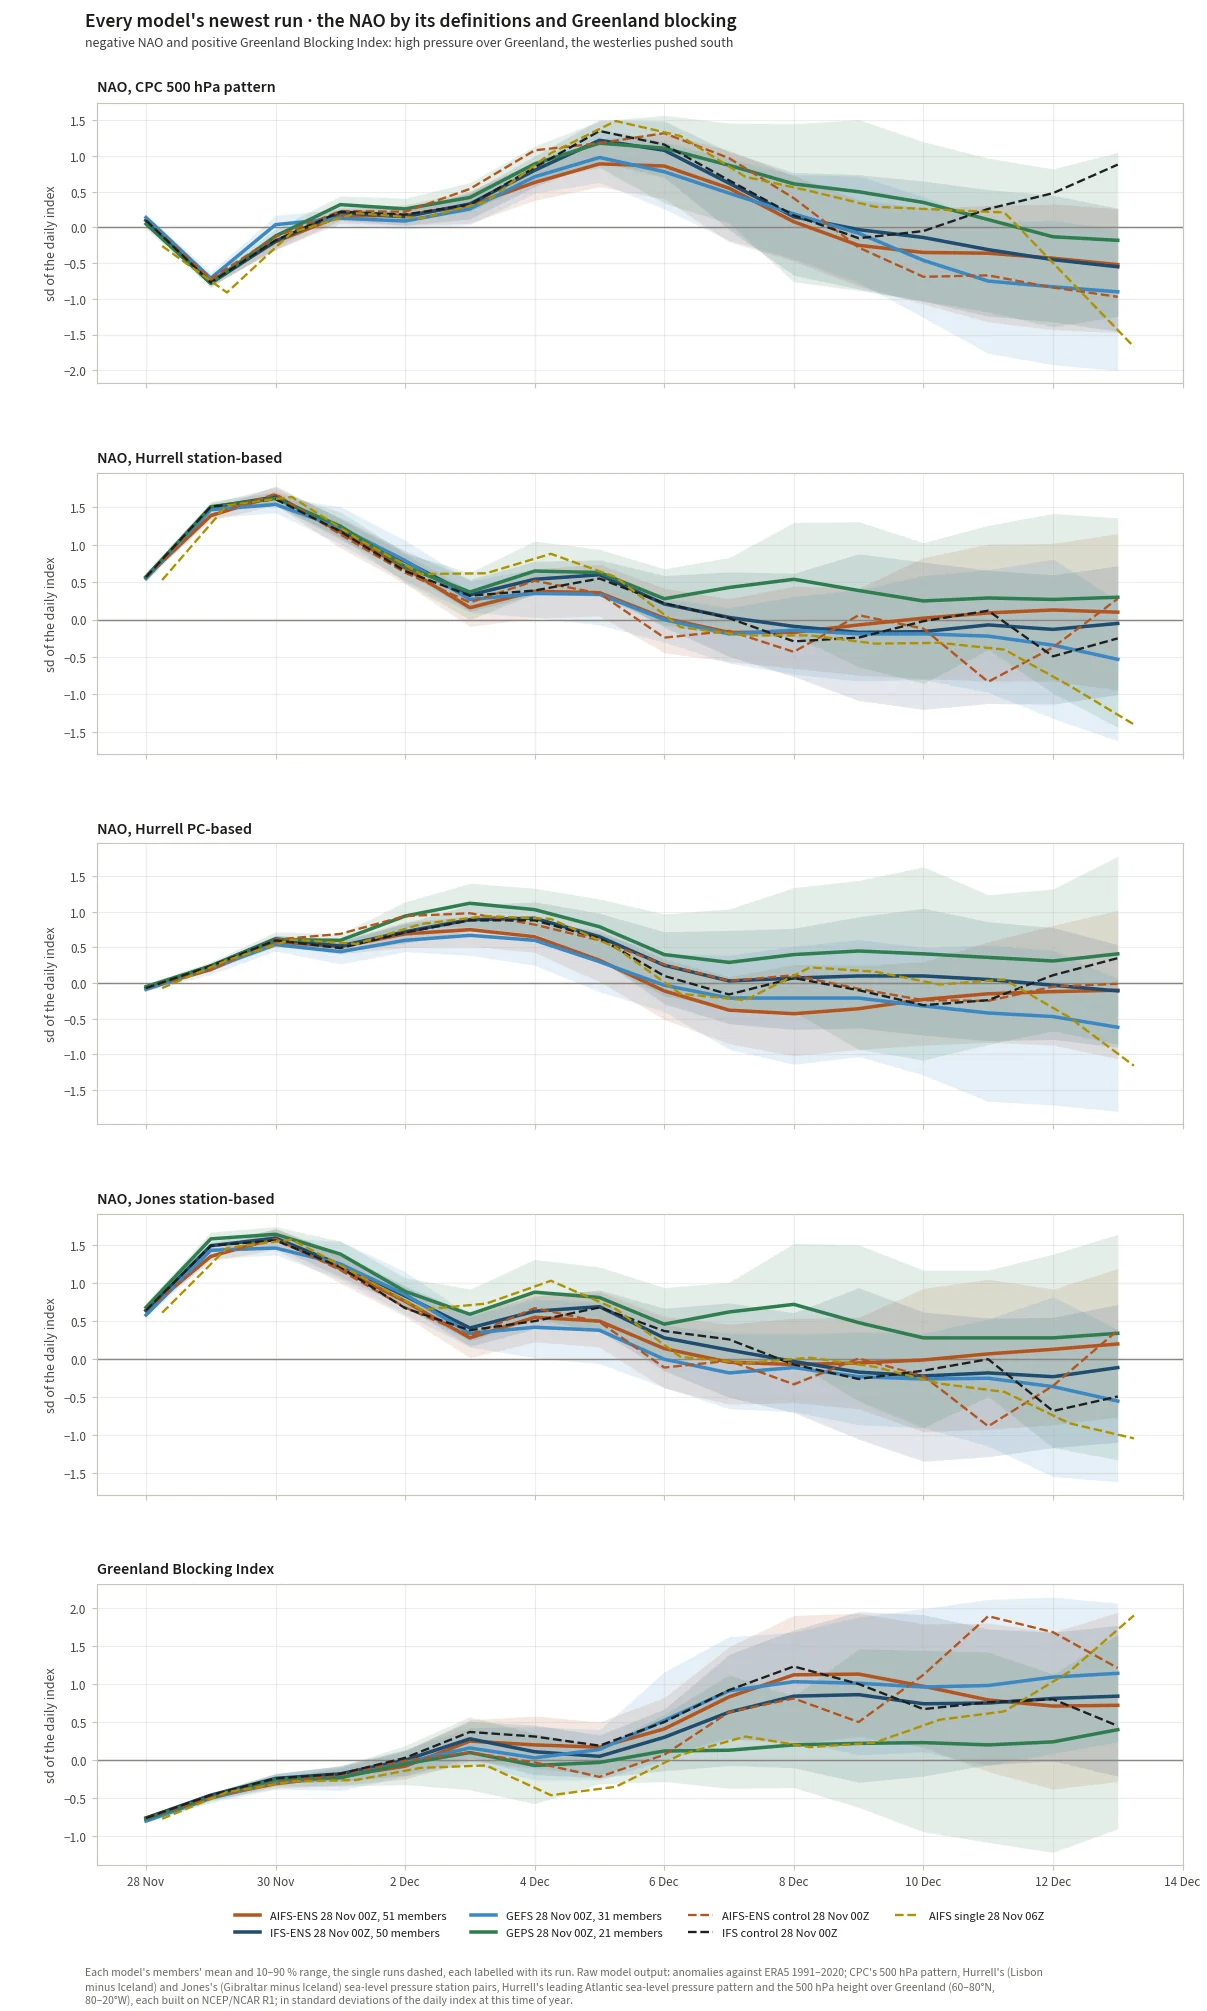 Every model's newest run · the NAO by its definitions and Greenland blocking
negative NAO and positive Greenland Blocking Index: high pressure over Greenland, the westerlies pushed south
NAO, CPC 500 hPa pattern
sd of the daily index
1.5
1.0
0.5
0.0
−0.5
−1.0
−1.5
−2.0
NAO, Hurrell station-based
sd of the daily index
1.5
1.0
0.5
0.0
−0.5
−1.0
−1.5
NAO, Hurrell PC-based
sd of the daily index
1.5
1.0
0.5
0.0
−0.5
−1.0
−1.5
NAO, Jones station-based
sd of the daily index
1.5
1.0
0.5
0.0
−0.5
−1.0
−1.5
Greenland Blocking Index
sd of the daily index
2.0
1.5
1.0
0.5
0.0
−0.5
−1.0
28 Nov 30 Nov 2 Dec 4 Dec 6 Dec 8 Dec 10 Dec 12 Dec 14 Dec
AIFS-ENS 28 Nov 00Z, 51 members GEFS 28 Nov 00Z, 31 members AIFS-ENS control 28 Nov 00Z AIFS single 28 Nov 06Z
IFS-ENS 28 Nov 00Z, 50 members GEPS 28 Nov 00Z, 21 members IFS control 28 Nov 00Z
Each model's members' mean and 10–90 % range, the single runs dashed, each labelled with its run. Raw model output: anomalies against ERA5 1991–2020; CPC's 500 hPa pattern, Hurrell's (Lisbon
minus Iceland) and Jones's (Gibraltar minus Iceland) sea-level pressure station pairs, Hurrell's leading Atlantic sea-level pressure pattern and the 500 hPa height over Greenland (60–80°N,
80–20°W), each built on NCEP/NCAR R1; in standard deviations of the daily index at this time of year.